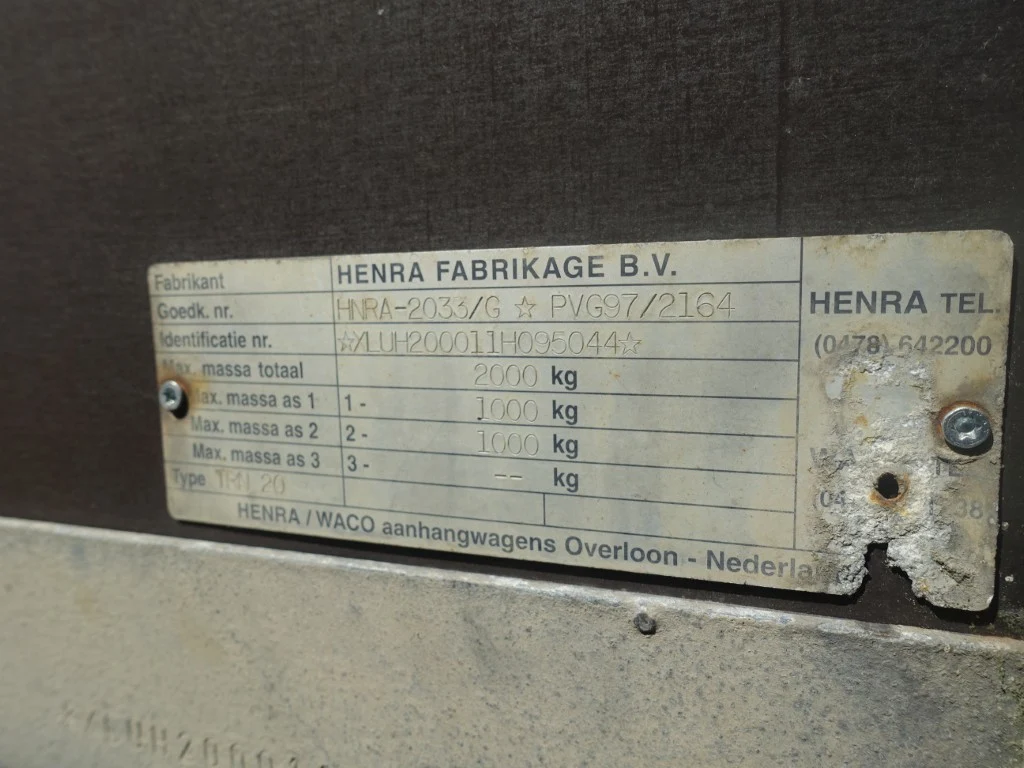 Fabrikant HENRA FABRIKAGE B.V.
Goedk. nr. HNRA-2033/G ☆ PVG97/2164
Identificatie nr. ☆XLUH200011H095044☆
Max. massa totaal 2000 kg
Max. massa as 1 1- 1000 kg
Max. massa as 2 2- 1000 kg
Max. massa as 3 3- -- kg
Type TRN 20
HENRA / WACO aanhangwagens Overloon - Nederla
HENRA TEL.
(0478) 642200